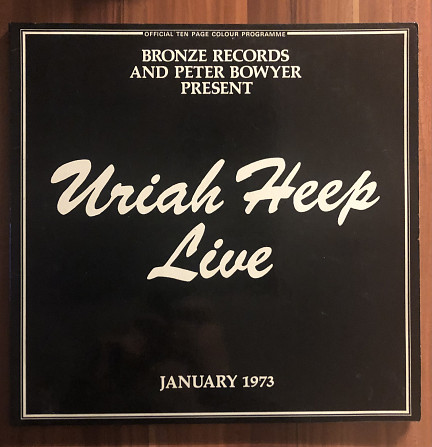 OFFICIAL TEN PAGE COLOUR PROGRAMME
BRONZE RECORDS
AND PETER BOWYER
PRESENT
Uriah Heep
Live
JANUARY 1973